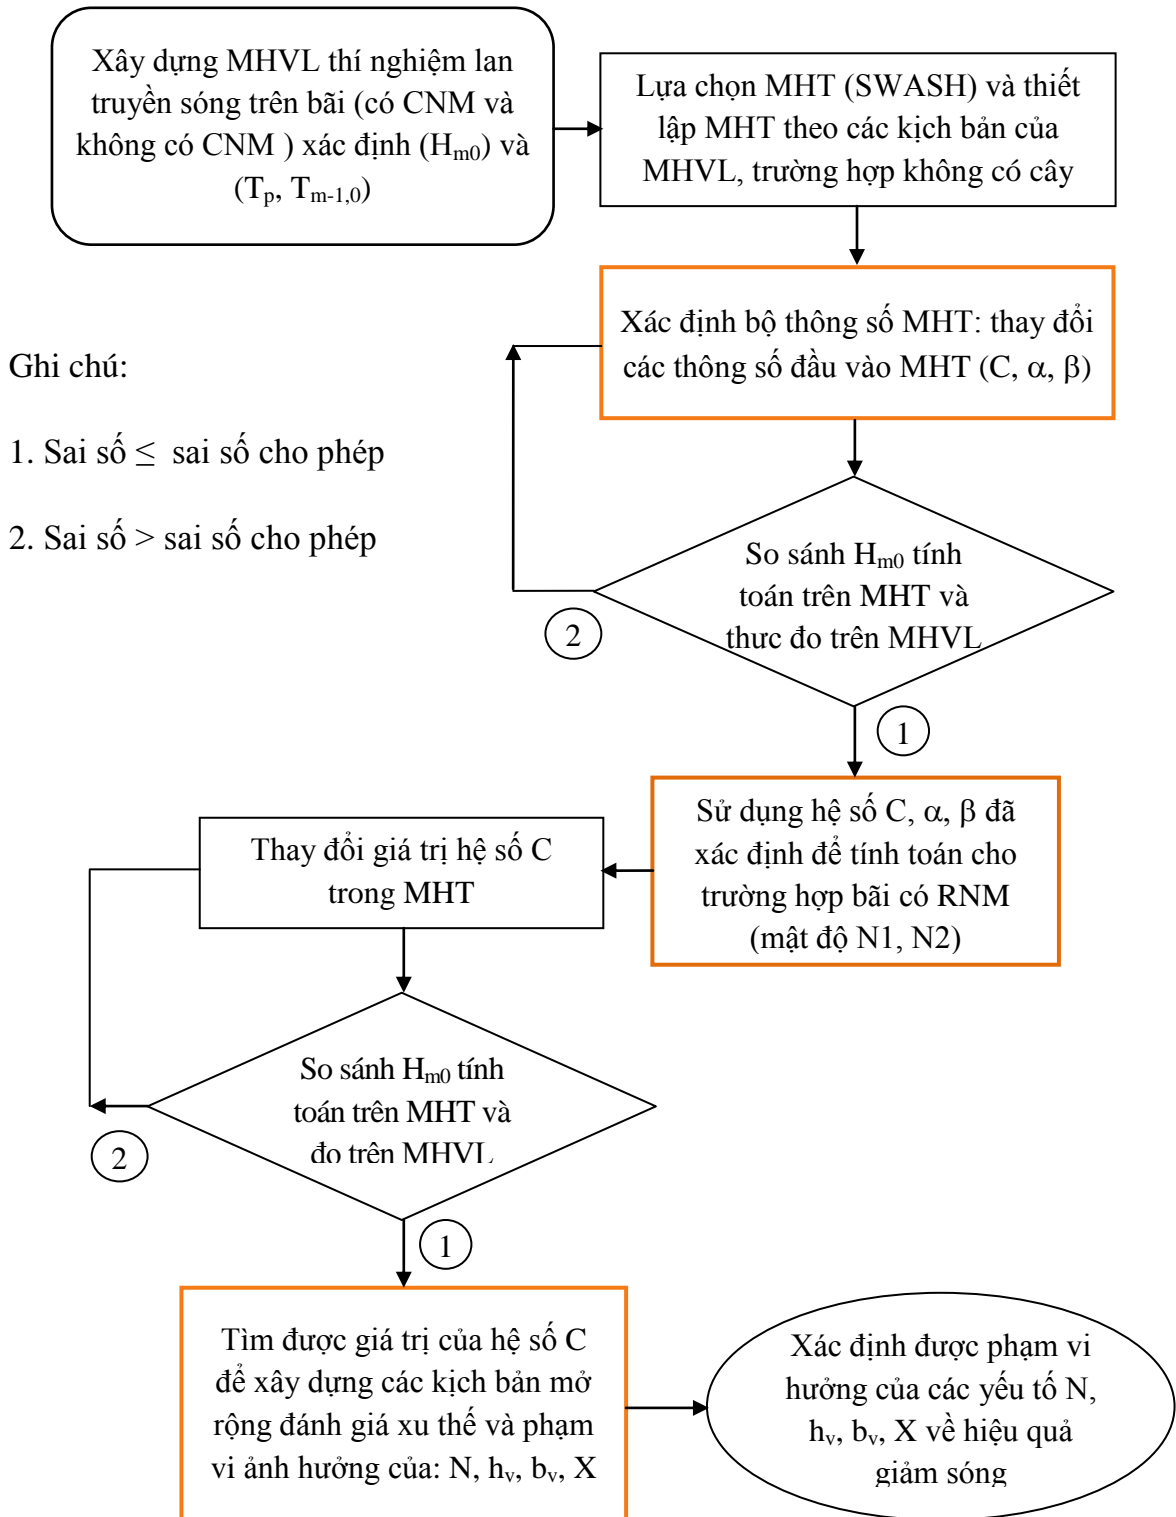 Xây dựng MHVL thí nghiệm lan
truyền sóng trên bãi (có CNM và
không có CNM ) xác định (Hm0) và
(Tp, Tm-1,0)
Lựa chọn MHT (SWASH) và thiết
lập MHT theo các kịch bản của
MHVL, trường hợp không có cây
Xác định bộ thông số MHT: thay đổi
các thông số đầu vào MHT (C, α, β)
Ghi chú:
1. Sai số ≤ sai số cho phép
2. Sai số > sai số cho phép
So sánh Hm0 tính
toán trên MHT và
thưc đo trên MHVL
2
1
Sử dụng hệ số C, α, β đã
xác định để tính toán cho
trường hợp bãi có RNM
(mật độ N1, N2)
Thay đổi giá trị hệ số C
trong MHT
So sánh Hm0 tính
toán trên MHT và
đo trên MHVL
2
1
Tìm được giá trị của hệ số C
để xây dựng các kịch bản mở
rộng đánh giá xu thế và phạm
vi ảnh hưởng của: N, hv, bv, X
Xác định được phạm vi
hưởng của các yếu tố N,
hv, bv, X về hiệu quả
giảm sóng